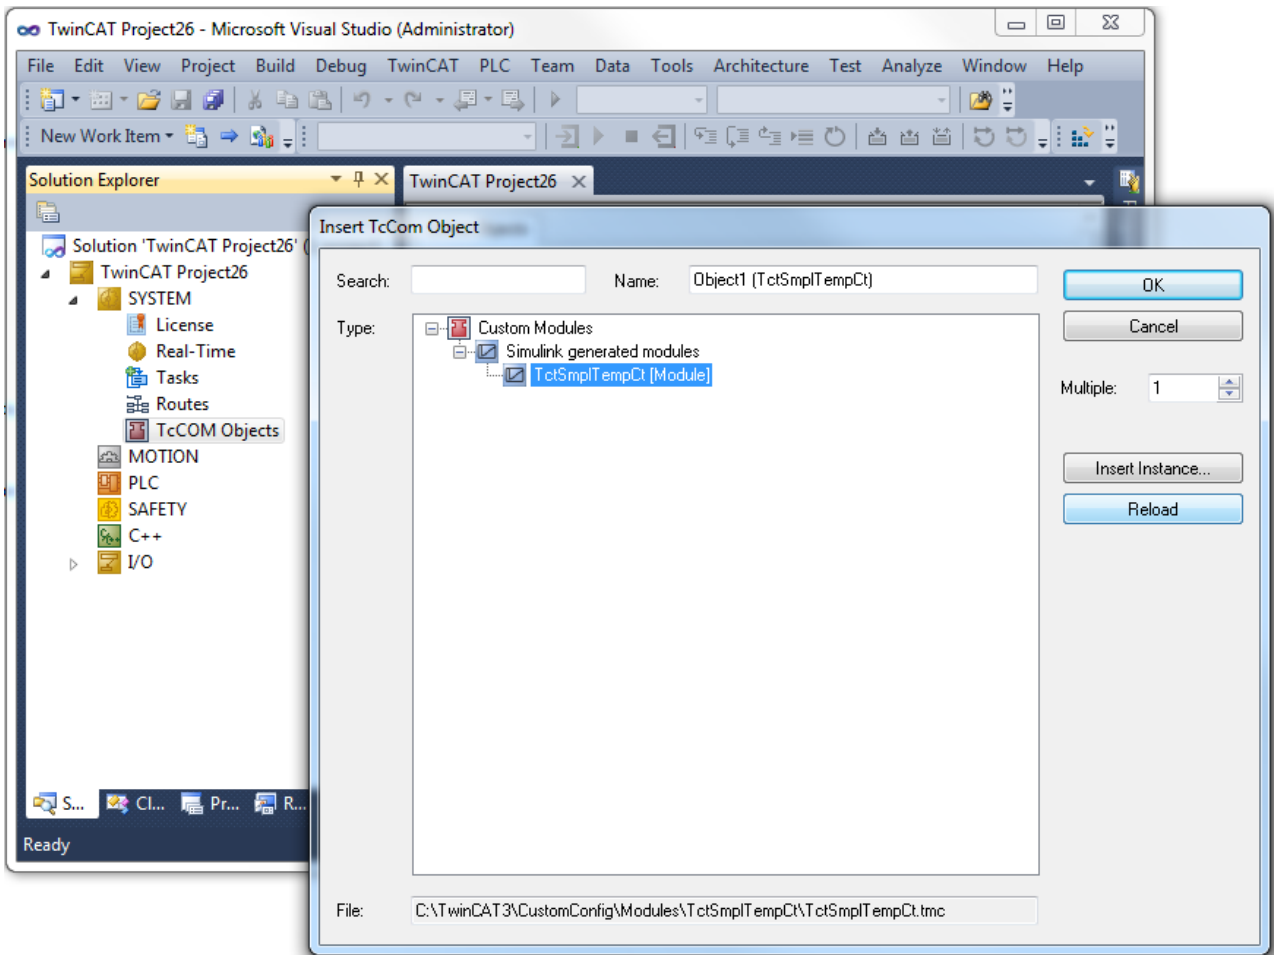 TwinCAT Project26 - Microsoft Visual Studio (Administrator)
File Edit View Project Build Debug TwinCAT PLC Team Data Tools Architecture Test Analyze Window Help
New Work Item
Solution Explorer
TwinCAT Project26
Insert TcCom Object
Solution 'TwinCAT Project26' (
TwinCAT Project26
SYSTEM
License
Real-Time
Tasks
Routes
TcCOM Objects
MOTION
PLC
SAFETY
C++
I/O
S... Cl... Pr... R...
Ready
Search:
Name: Object1 (TctSmplTempCt)
OK
Type:
Custom Modules
Cancel
Simulink generated modules
TctSmplTempCt [Module]
Multiple: 1
Insert Instance...
Reload
File: C:\TwinCAT3\CustomConfig\Modules\TctSmplTempCt\TctSmplTempCt.tmc